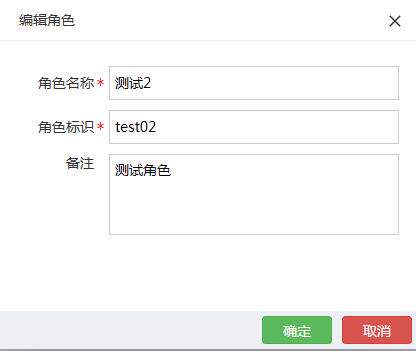 编辑角色
角色名称* 测试2
角色标识* test02
备注 测试角色
确定 取消